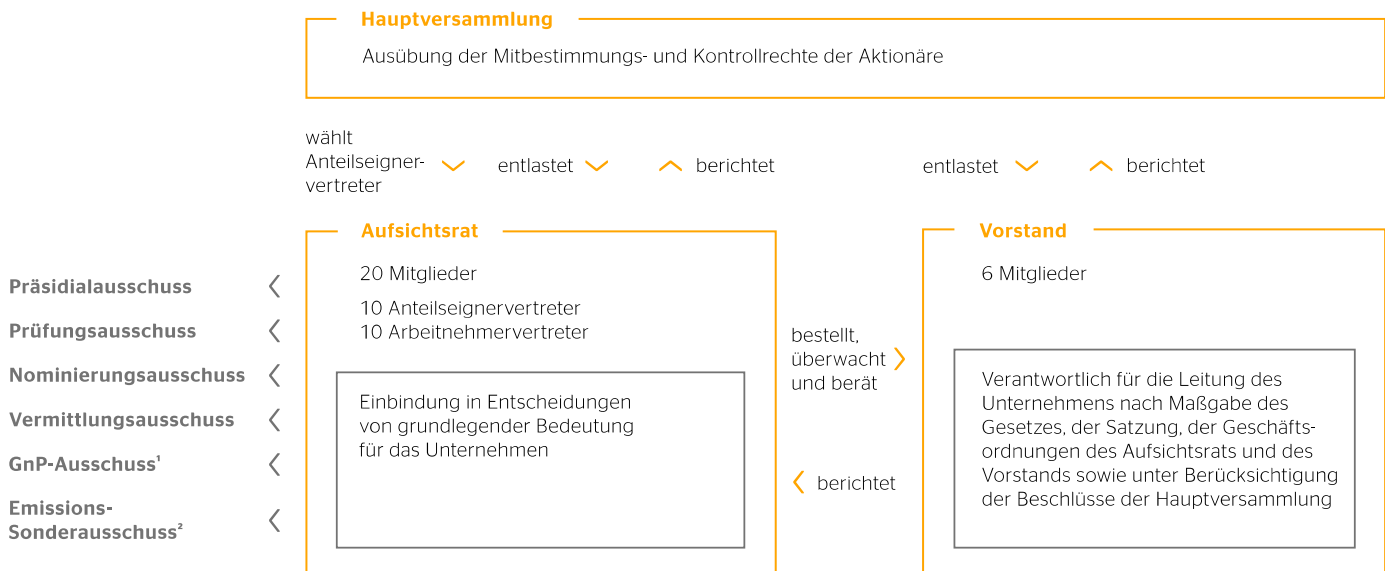 Hauptversammlung
Ausübung der Mitbestimmungs- und Kontrollrechte der Aktionäre
wählt
Anteilseigner-
vertreter
entlastet
berichtet
entlastet
berichtet
Aufsichtsrat
20 Mitglieder
10 Anteilseignervertreter
10 Arbeitnehmervertreter
Einbindung in Entscheidungen
von grundlegender Bedeutung
für das Unternehmen
Präsidialausschuss
Prüfungsausschuss
Nominierungsausschuss
Vermittlungsausschuss
GnP-Ausschuss¹
Emissions-
Sonderausschuss²
bestellt,
überwacht
und berät
berichtet
Vorstand
6 Mitglieder
Verantwortlich für die Leitung des
Unternehmens nach Maßgabe des
Gesetzes, der Satzung, der Geschäfts-
ordnungen des Aufsichtsrats und des
Vorstands sowie unter Berücksichtigung
der Beschlüsse der Hauptversammlung